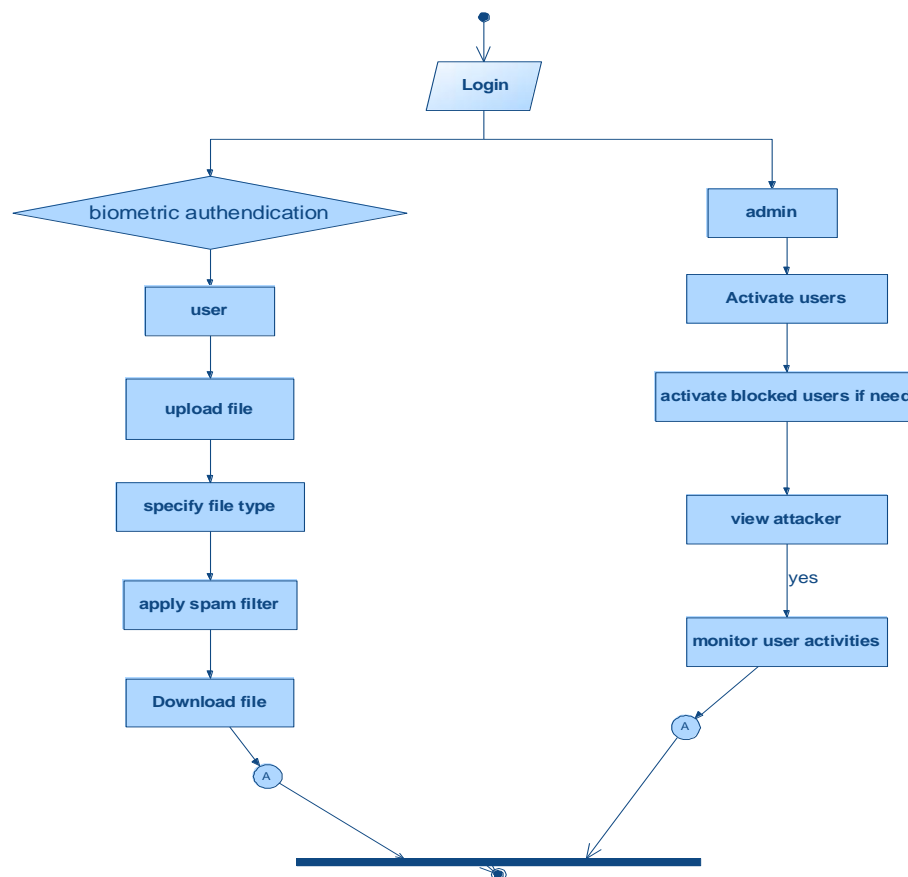 Login
biometric authendication
user
upload file
specify file type
apply spam filter
Download file
A
admin
Activate users
activate blocked users if need
view attacker
yes
monitor user activities
A